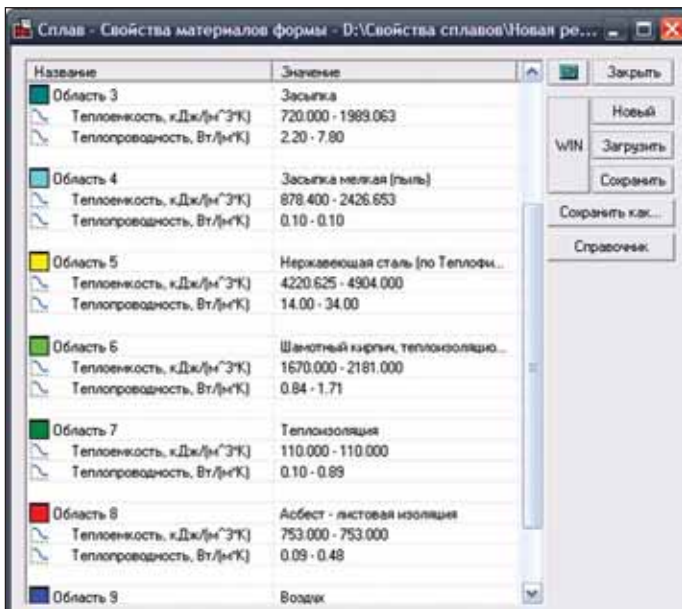 Сплав - Свойства материалов формы - D:\Свойства сплавов\Новая ре...
Название Значение
Область 3 Засыпка
Теплоемкость, кДж/(м^3*К) 720.000 - 1989.063
Теплопроводность, Вт/(м*К) 2.20 - 7.80
Область 4 Засыпка мелкая (пыль)
Теплоемкость, кДж/(м^3*К) 878.400 - 2426.653
Теплопроводность, Вт/(м*К) 0.10 - 0.10
Область 5 Нержавеющая сталь (по Теплофи...
Теплоемкость, кДж/(м^3*К) 4220.625 - 4904.000
Теплопроводность, Вт/(м*К) 14.00 - 34.00
Область 6 Шамотный кирпич, теплоизоляцио...
Теплоемкость, кДж/(м^3*К) 1670.000 - 2181.000
Теплопроводность, Вт/(м*К) 0.84 - 1.71
Область 7 Теплоизоляция
Теплоемкость, кДж/(м^3*К) 110.000 - 110.000
Теплопроводность, Вт/(м*К) 0.10 - 0.89
Область 8 Асбест - листовая изоляция
Теплоемкость, кДж/(м^3*К) 753.000 - 753.000
Теплопроводность, Вт/(м*К) 0.09 - 0.48
Область 9 Воздух
Закрыть
Новый
WIN Загрузить
Сохранить
Сохранить как...
Справочник